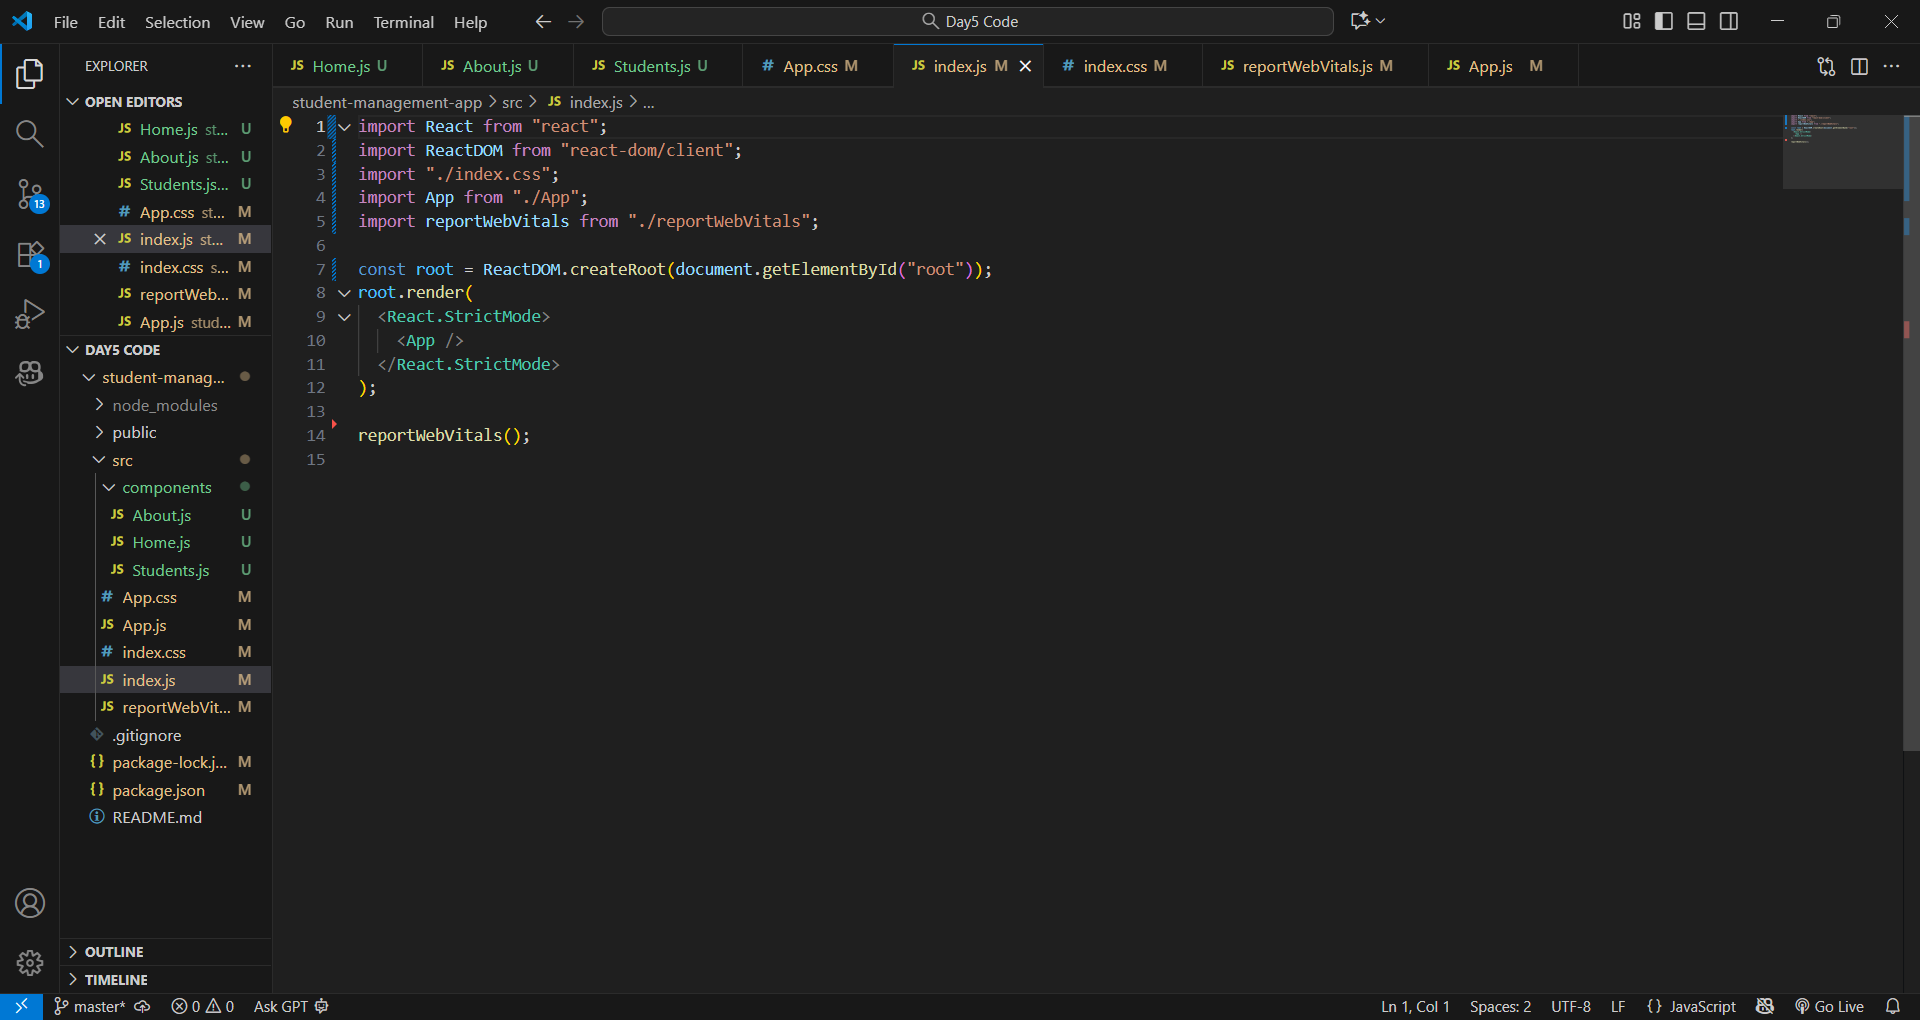 File Edit Selection View Go Run Terminal Help
Day5 Code
EXPLORER
OPEN EDITORS
JS Home.js st... U
JS About.js st... U
JS Students.js... U
# App.css st... M
JS index.js st... M
# index.css s... M
JS reportWeb... M
JS App.js stud... M
DAY5 CODE
student-manag...
node_modules
public
src
components
JS About.js U
JS Home.js U
JS Students.js U
# App.css M
JS App.js M
# index.css M
JS index.js M
JS reportWebVit... M
.gitignore
{} package-lock.j... M
{} package.json M
README.md
OUTLINE
TIMELINE
13
1
JS Home.js U JS About.js U JS Students.js U # App.css M JS index.js M # index.css M JS reportWebVitals.js M JS App.js M
student-management-app > src > JS index.js > ...
1 import React from "react";
2 import ReactDOM from "react-dom/client";
3 import "./index.css";
4 import App from "./App";
5 import reportWebVitals from "./reportWebVitals";
6
7 const root = ReactDOM.createRoot(document.getElementById("root"));
8 root.render(
9 <React.StrictMode>
10 <App />
11 </React.StrictMode>
12 );
13
14 reportWebVitals();
15
master* 0 0 Ask GPT Ln 1, Col 1 Spaces: 2 UTF-8 LF {} JavaScript Go Live